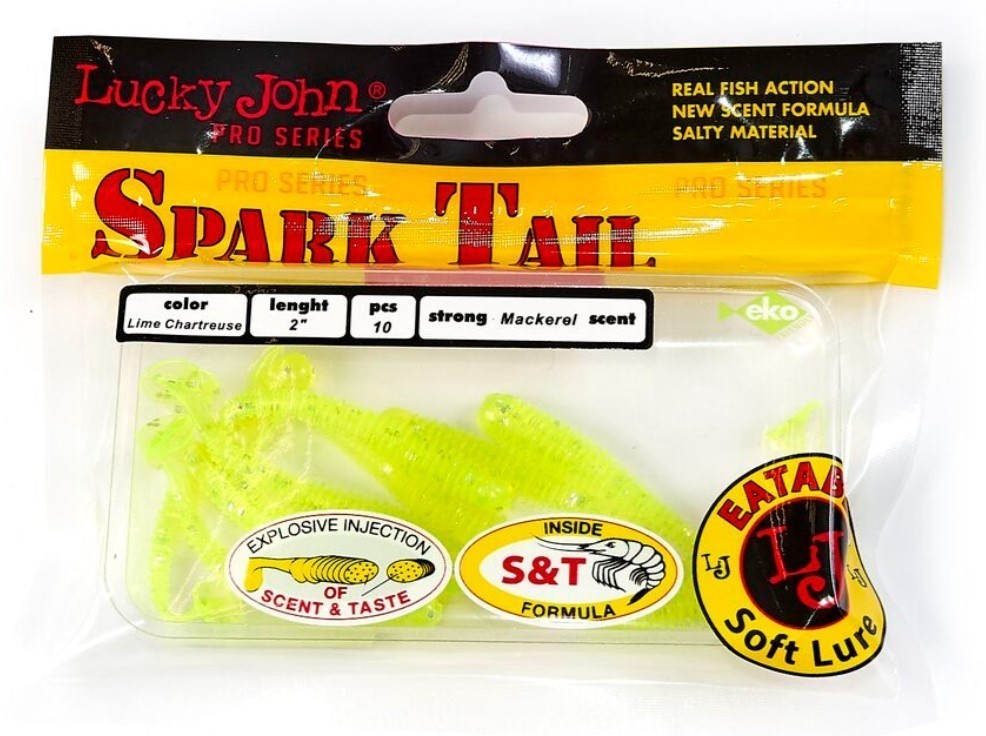 Lucky John®
PRO SERIES
REAL FISH ACTION
NEW SCENT FORMULA
SALTY MATERIAL
PRO SERIES
PRO SERIES
SPARK TAIL
color
Lime Chartreuse
lenght
2"
pcs
10
strong Mackerel scent
eko
EXPLOSIVE INJECTION
OF
SCENT & TASTE
INSIDE
S&T
FORMULA
EATAB
LJ
LJ
LJ
Soft Lure